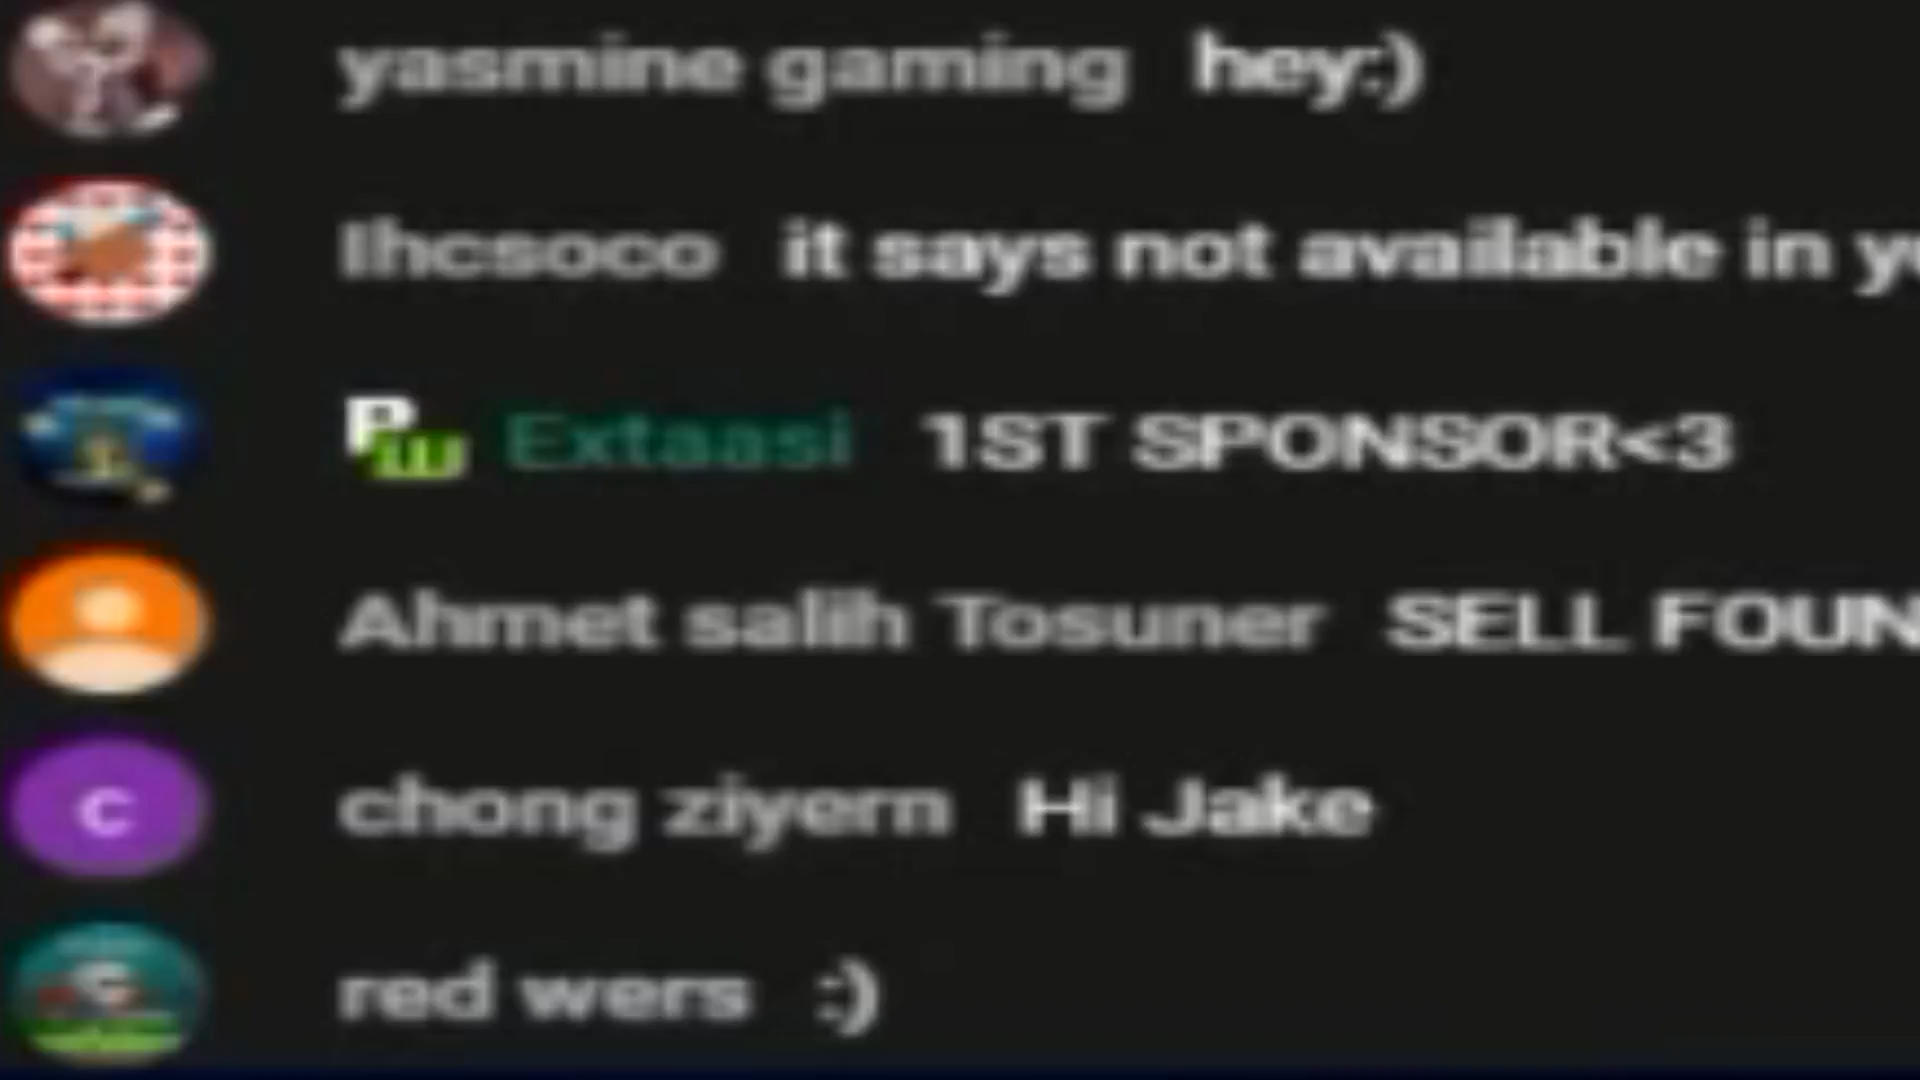 yasmine gaming hey:)
Ihcsoco it says not available in
Extaasi 1ST SPONSOR<3
Ahmet salih Tosuner SELL FOUN
C chong ziyern Hi Jake
red wers :)